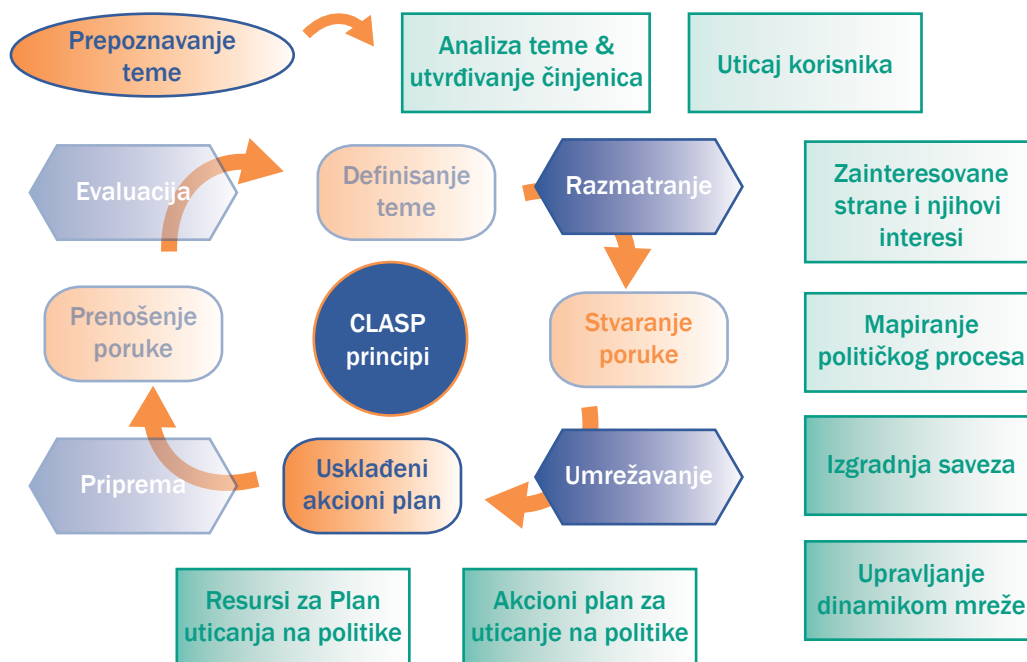 Prepoznavanje
teme
Analiza teme &
utvrđivanje činjenica
Uticaj korisnika
Evaluacija
Definisanje
teme
Razmatranje
Zainteresovane
strane i njihovi
interesi
Prenošenje
poruke
CLASP
principi
Stvaranje
poruke
Mapiranje
političkog procesa
Priprema
Usklađeni
akcioni plan
Umrežavanje
Izgradnja saveza
Resursi za Plan
uticanja na politike
Akcioni plan za
uticanje na politike
Upravljanje
dinamikom mreže